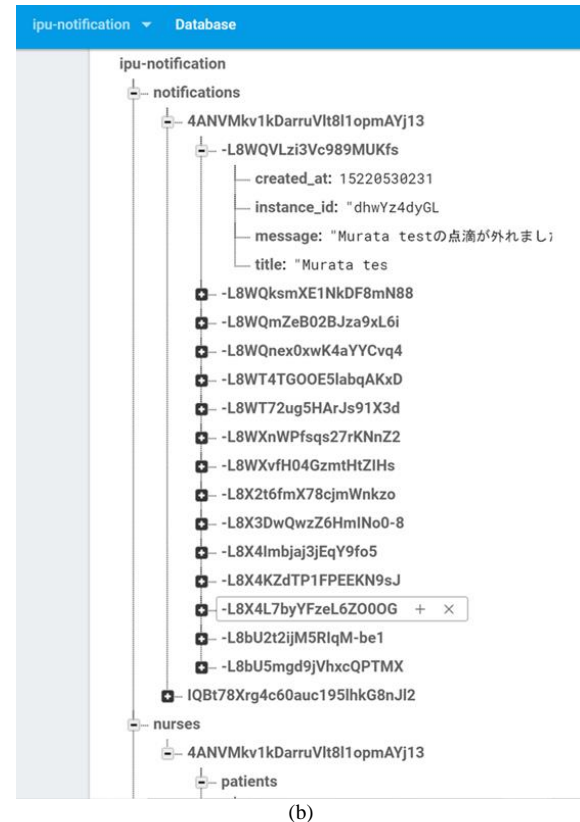 ipu-notification Database
ipu-notification
notifications
4ANVMkv1kDarruVlt8l1opmAYj13
-L8WQVLzi3Vc989MUKfs
created_at: 15220530231
instance_id: "dhwYz4dyGL
message: "Murata testの点滴が外れまし
title: "Murata tes
-L8WQksmXE1NkDF8mN88
-L8WQmZeB02BJza9xL6i
-L8WQnex0xwK4aYYCvq4
-L8WT4TGOOE5labqAKxD
-L8WT72ug5HArJs91X3d
-L8WXnWPfsqs27rKNnZ2
-L8WXvfH04GzmtHtZlHs
-L8X2t6fmX78cjmWnkzo
-L8X3DwQwzZ6HmINo0-8
-L8X4Imbjaj3jEqY9fo5
-L8X4KZdTP1FPEEKN9sJ
-L8X4L7byYFzeL6ZO0OG + ×
-L8bU2t2ijM5RIqM-be1
-L8bU5mgd9jVhxcQPTMX
IQBt78Xrg4c60auc195lhkG8nJl2
nurses
4ANVMkv1kDarruVlt8l1opmAYj13
patients
(b)